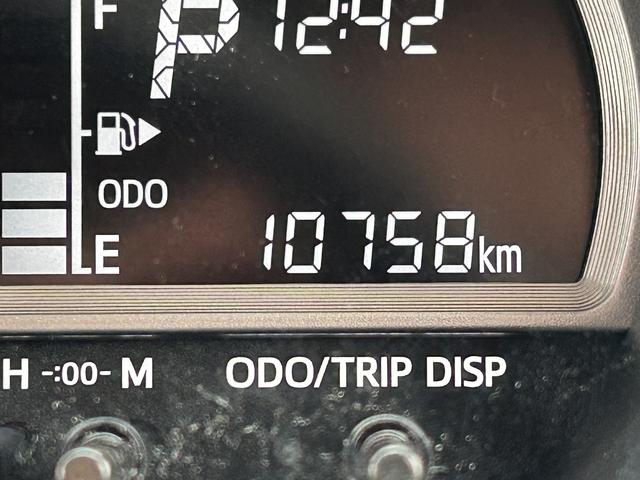 F
P 12:42
ODO
E 10758km
H -:00- M ODO/TRIP DISP